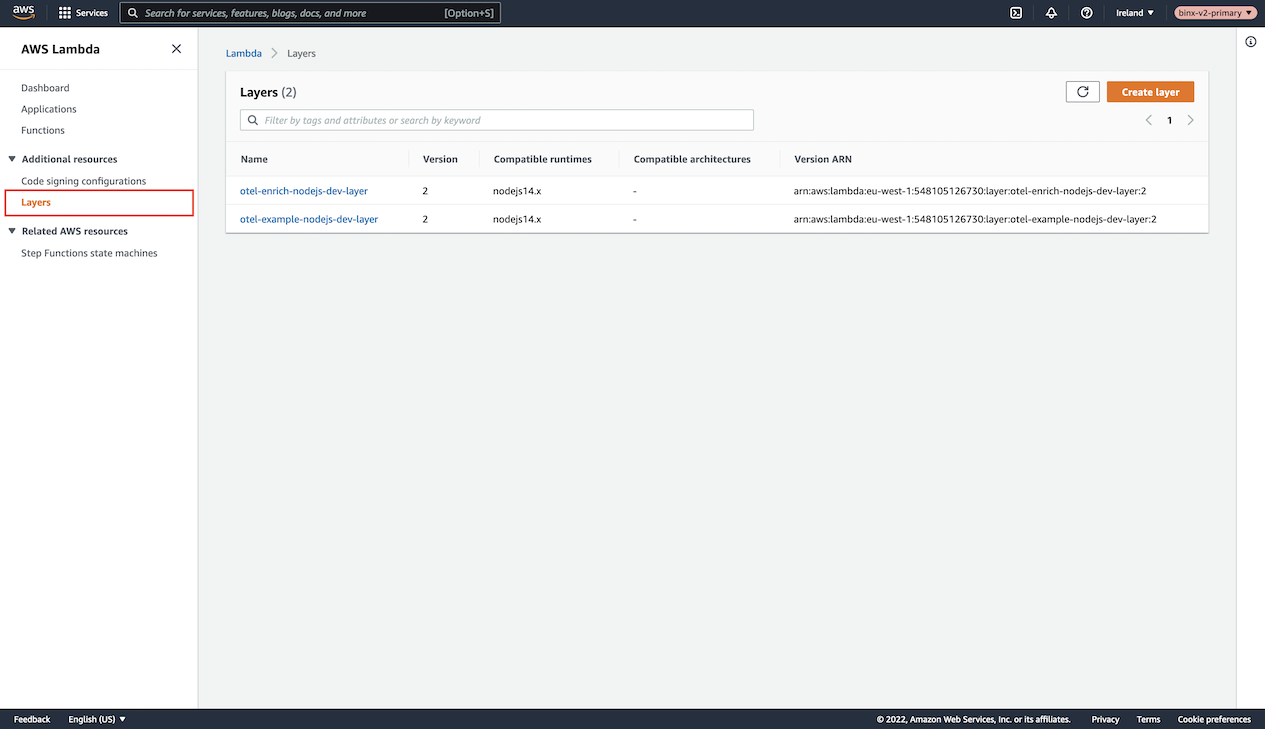 aws Services Search for services, features, blogs, docs, and more [Option+S] Ireland binx-v2-primary
AWS Lambda
Dashboard
Applications
Functions
Additional resources
Code signing configurations
Layers
Related AWS resources
Step Functions state machines
Lambda Layers
Layers (2) Create layer
Filter by tags and attributes or search by keyword 1
Name Version Compatible runtimes Compatible architectures Version ARN
otel-enrich-nodejs-dev-layer 2 nodejs14.x - arn:aws:lambda:eu-west-1:548105126730:layer:otel-enrich-nodejs-dev-layer:2
otel-example-nodejs-dev-layer 2 nodejs14.x - arn:aws:lambda:eu-west-1:548105126730:layer:otel-example-nodejs-dev-layer:2
Feedback English (US) © 2022, Amazon Web Services, Inc. or its affiliates. Privacy Terms Cookie preferences